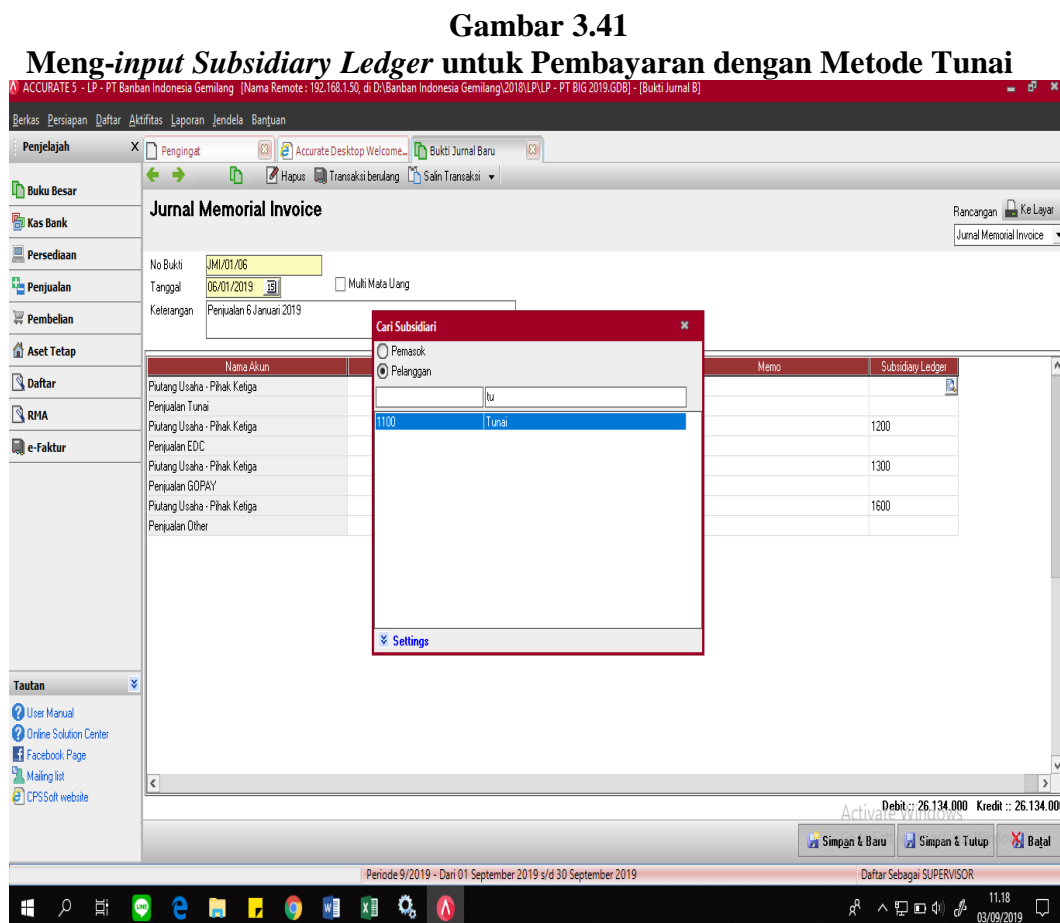 Gambar 3.41
Meng-input Subsidiary Ledger untuk Pembayaran dengan Metode Tunai
ACCURATE 5 - LP - PT Banban Indonesia Gemilang [Nama Remote : 192.168.1.50, di D:\Banban Indonesia Gemilang\2018\LP\LP - PT BIG 2019.GDB] - [Bukti Jurnal B]
Berkas Persiapan Daftar Aktifitas Laporan Jendela Bantuan
Penjelajah X Pengingat Accurate Desktop Welcome... Bukti Jurnal Baru
Hapus Transaksi berulang Salin Transaksi
Buku Besar
Kas Bank
Persediaan
Penjualan
Pembelian
Aset Tetap
Daftar
RMA
e-Faktur
Jurnal Memorial Invoice
Rancangan Ke Layar
Jurnal Memorial Invoice
No Bukti JMI/01/06
Tanggal 06/01/2019 15 Multi Mata Uang
Keterangan Penjualan 6 Januari 2019
Cari Subsidiari
Pemasok
Pelanggan
tu
1100 Tunai
Settings
Nama Akun Memo Subsidiary Ledger
Piutang Usaha - Pihak Ketiga
Penjualan Tunai
Piutang Usaha - Pihak Ketiga 1200
Penjualan EDC
Piutang Usaha - Pihak Ketiga 1300
Penjualan GOPAY
Piutang Usaha - Pihak Ketiga 1600
Penjualan Other
Tautan
User Manual
Online Solution Center
Facebook Page
Mailing list
CPSSoft website
Debit :: 26.134.000 Kredit :: 26.134.00
Activate Windows
Simpan & Baru Simpan & Tutup Batal
Periode 9/2019 - Dari 01 September 2019 s/d 30 September 2019 Daftar Sebagai SUPERVISOR
11.18
03/09/2019